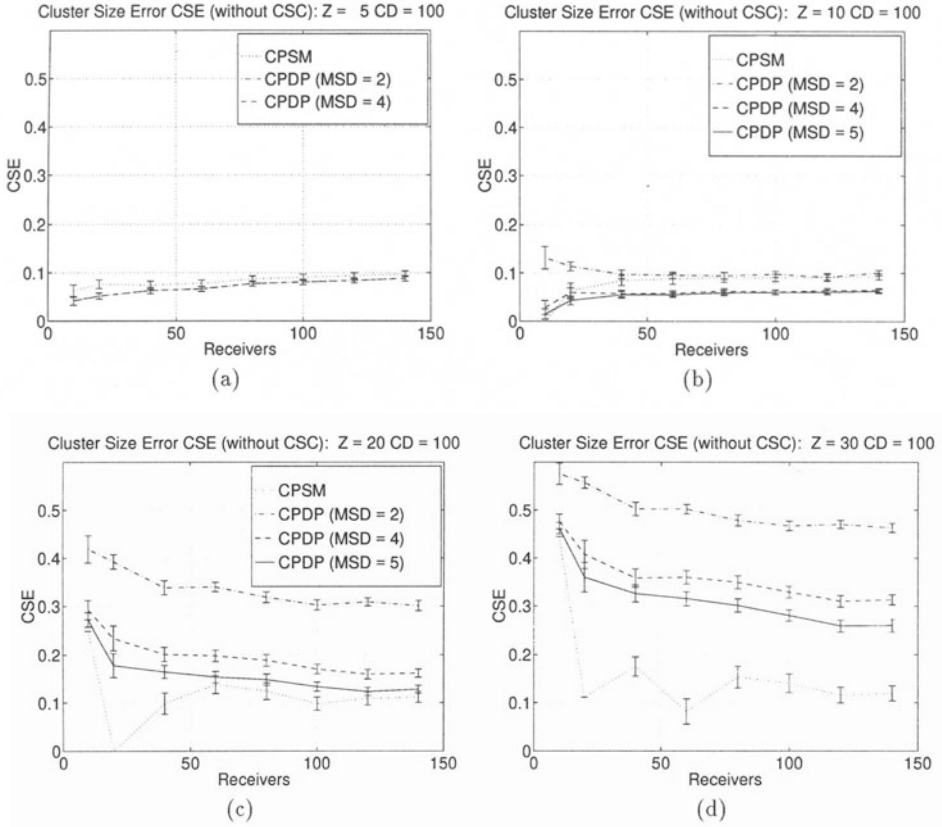 Cluster Size Error CSE (without CSC): Z = 5 CD = 100
CPSM
CPDP (MSD = 2)
CPDP (MSD = 4)
0.5
0.4
0.3
0.2
0.1
0
CSE
0 50 100 150
Receivers
(a)
Cluster Size Error CSE (without CSC): Z = 10 CD = 100
CPSM
CPDP (MSD = 2)
CPDP (MSD = 4)
CPDP (MSD = 5)
0.5
0.4
0.3
0.2
0.1
0
CSE
0 50 100 150
Receivers
(b)
Cluster Size Error CSE (without CSC): Z = 20 CD = 100
CPSM
CPDP (MSD = 2)
CPDP (MSD = 4)
CPDP (MSD = 5)
0.5
0.4
0.3
0.2
0.1
0
CSE
0 50 100 150
Receivers
(c)
Cluster Size Error CSE (without CSC): Z = 30 CD = 100
0.5
0.4
0.3
0.2
0.1
0
CSE
0 50 100 150
Receivers
(d)